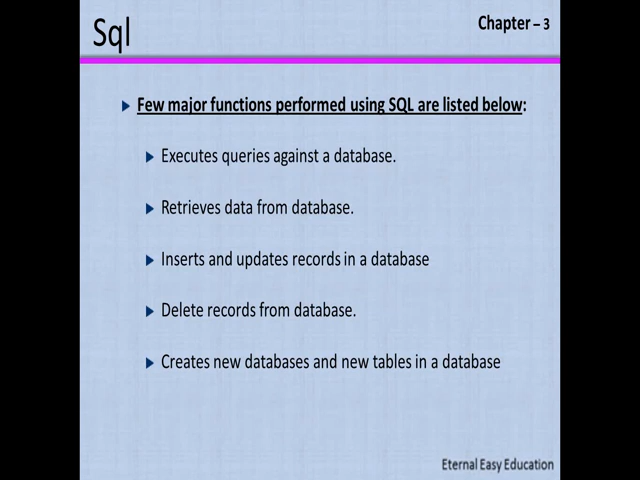 Sql
Chapter – 3
Few major functions performed using SQL are listed below:
Executes queries against a database.
Retrieves data from database.
Inserts and updates records in a database
Delete records from database.
Creates new databases and new tables in a database
Eternal Easy Education